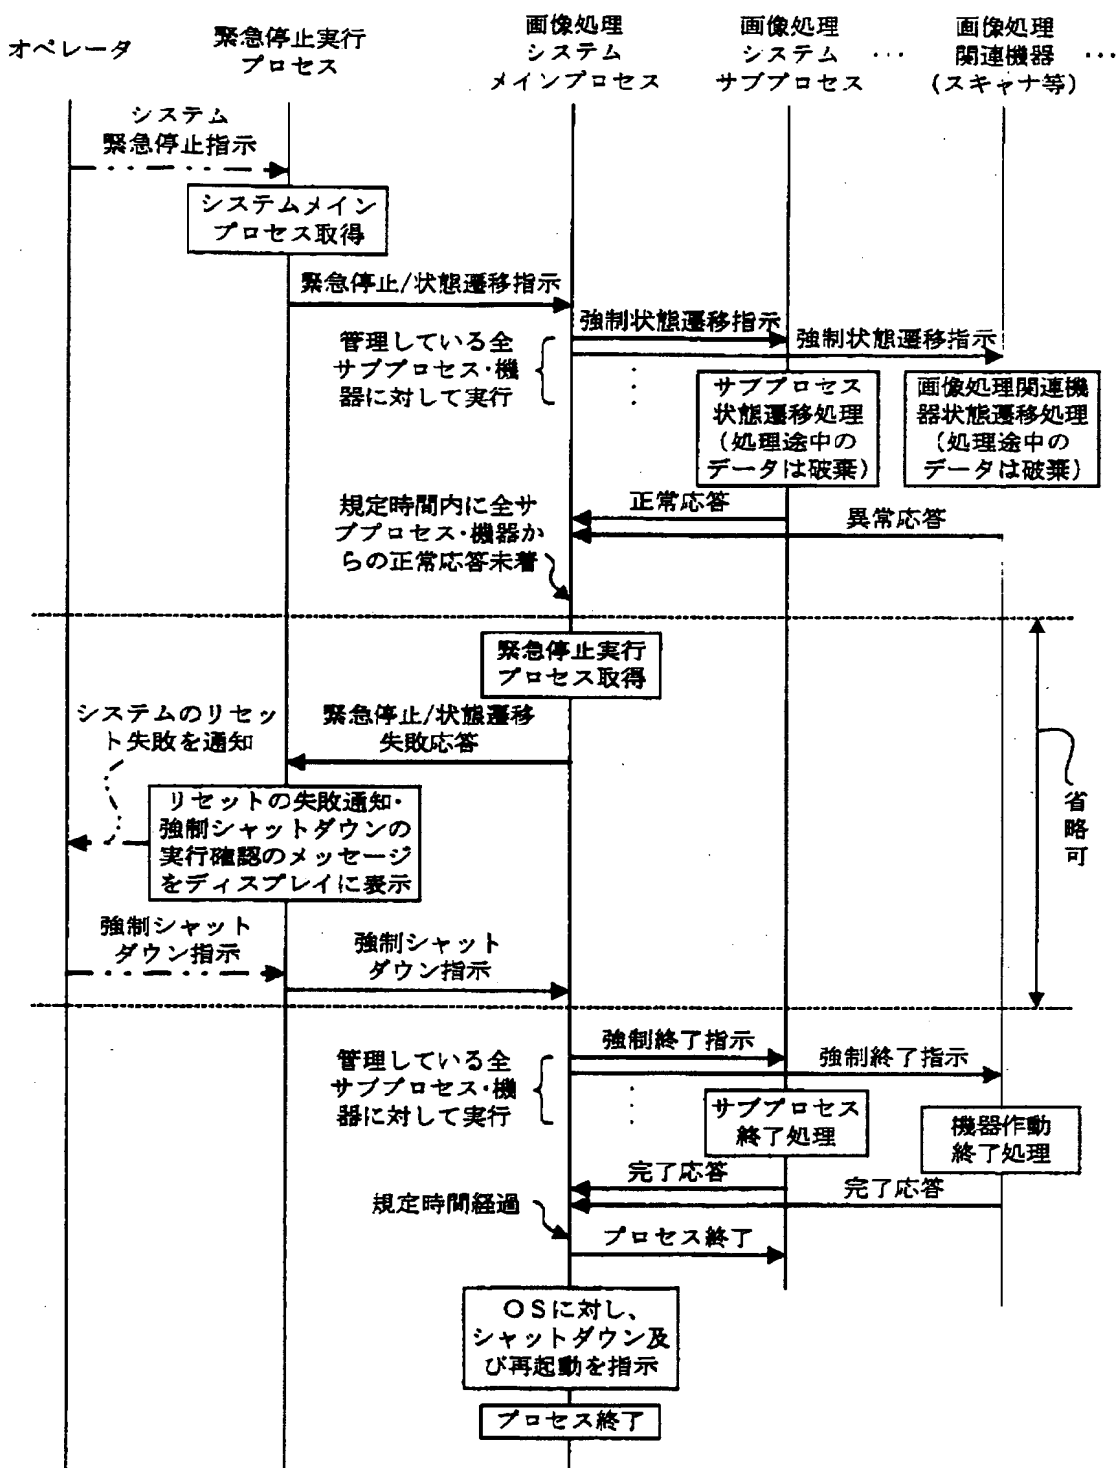 オペレータ
緊急停止実行
プロセス
画像処理
システム
メインプロセス
画像処理
システム
サブプロセス
…
画像処理
関連機器
(スキャナ等)
…
システム
緊急停止指示
システムメイン
プロセス取得
緊急停止/状態遷移指示
管理している全
サブプロセス・機
器に対して実行
強制状態遷移指示
強制状態遷移指示
サブプロセス
状態遷移処理
(処理途中の
データは破棄)
画像処理関連機
器状態遷移処理
(処理途中の
データは破棄)
正常応答
異常応答
規定時間内に全サ
ブプロセス・機器か
らの正常応答未着
緊急停止実行
プロセス取得
緊急停止/状態遷移
失敗応答
システムのリセッ
ト失敗を通知
リセットの失敗通知・
強制シャットダウンの
実行確認のメッセージ
をディスプレイに表示
省略可
強制シャット
ダウン指示
強制シャット
ダウン指示
管理している全
サブプロセス・機
器に対して実行
強制終了指示
強制終了指示
サブプロセス
終了処理
機器作動
終了処理
完了応答
完了応答
規定時間経過
プロセス終了
OSに対し、
シャットダウン及
び再起動を指示
プロセス終了